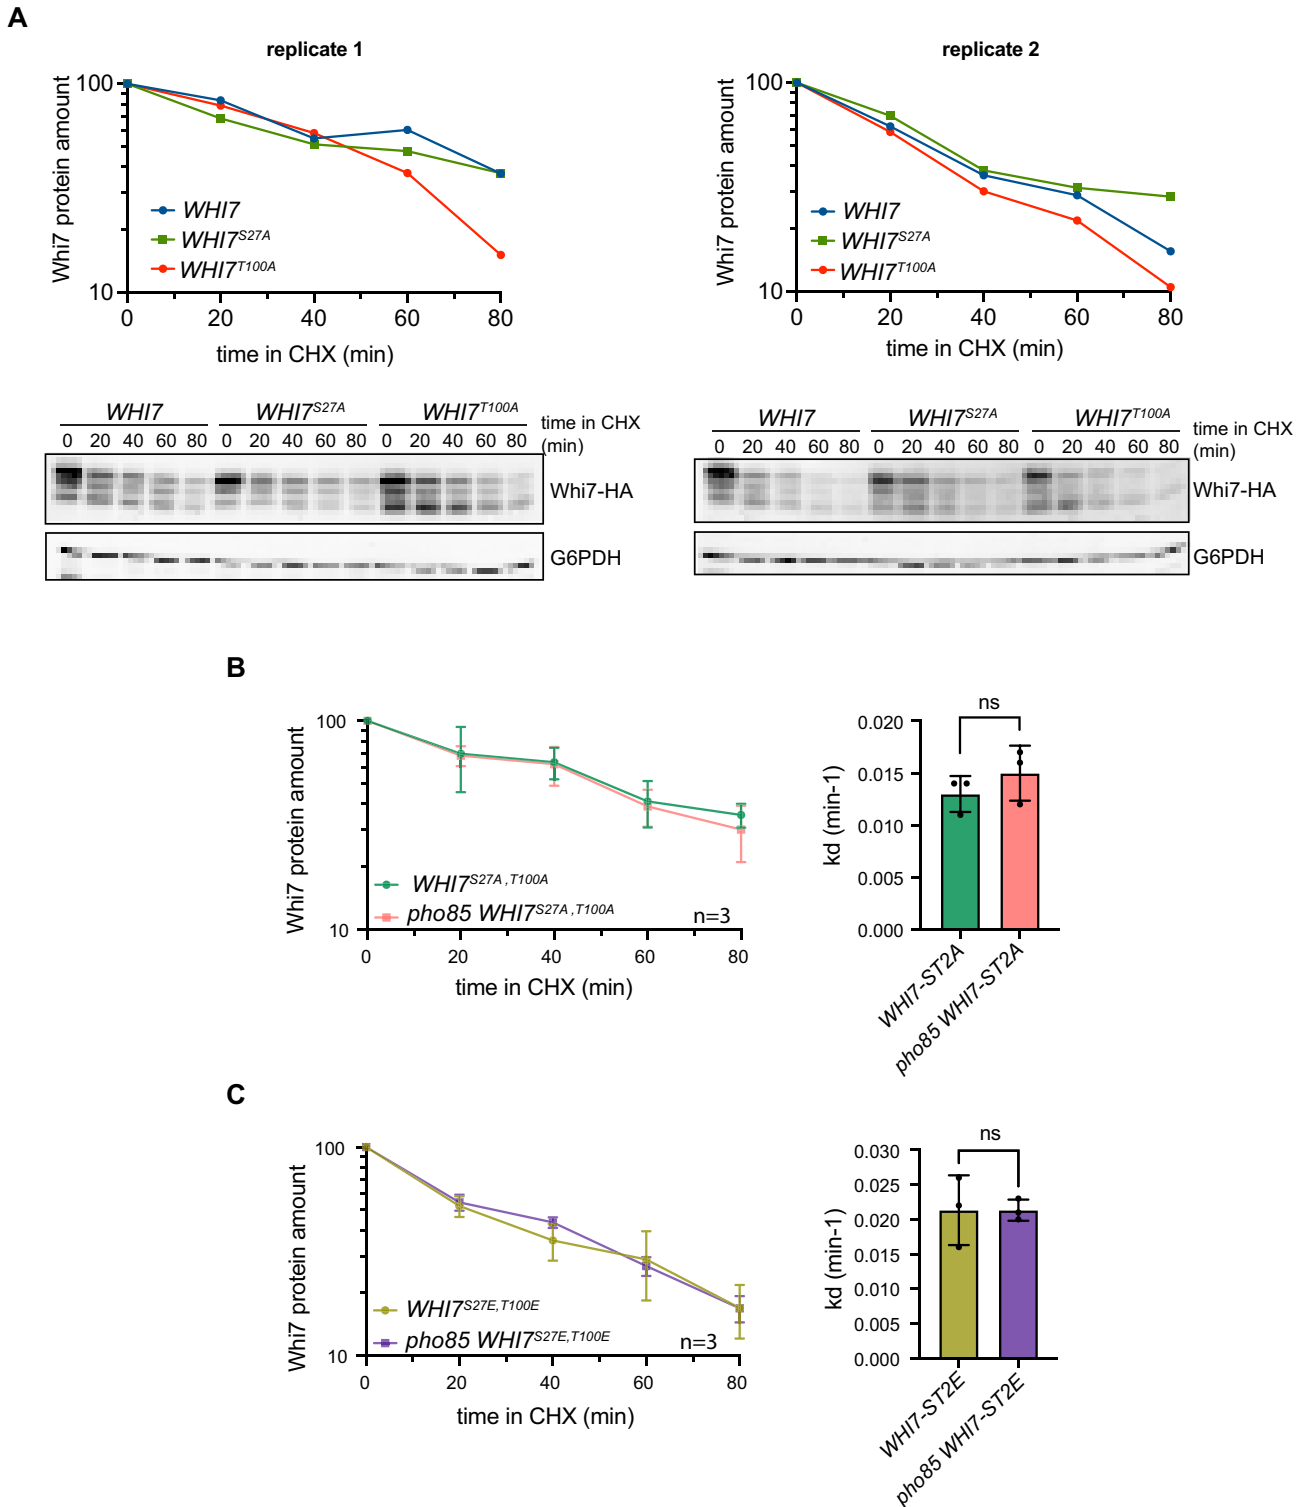 A
replicate 1
Whi7 protein amount
100
10
WHI7
WHI7S27A
WHI7T100A
0 20 40 60 80
time in CHX (min)
WHI7 WHI7S27A WHI7T100A
0 20 40 60 80 0 20 40 60 80 0 20 40 60 80
time in CHX
(min)
Whi7-HA
G6PDH
replicate 2
Whi7 protein amount
100
10
WHI7
WHI7S27A
WHI7T100A
0 20 40 60 80
time in CHX (min)
WHI7 WHI7S27A WHI7T100A
0 20 40 60 80 0 20 40 60 80 0 20 40 60 80
time in CHX
(min)
Whi7-HA
G6PDH
B
Whi7 protein amount
100
10
WHI7S27A,T100A
pho85 WHI7S27A,T100A
n=3
0 20 40 60 80
time in CHX (min)
ns
kd (min-1)
0.020
0.015
0.010
0.005
0.000
WHI7-ST2A
pho85 WHI7-ST2A
C
Whi7 protein amount
100
10
WHI7S27E,T100E
pho85 WHI7S27E,T100E
n=3
0 20 40 60 80
time in CHX (min)
ns
kd (min-1)
0.030
0.025
0.020
0.015
0.010
0.005
0.000
WHI7-ST2E
pho85 WHI7-ST2E